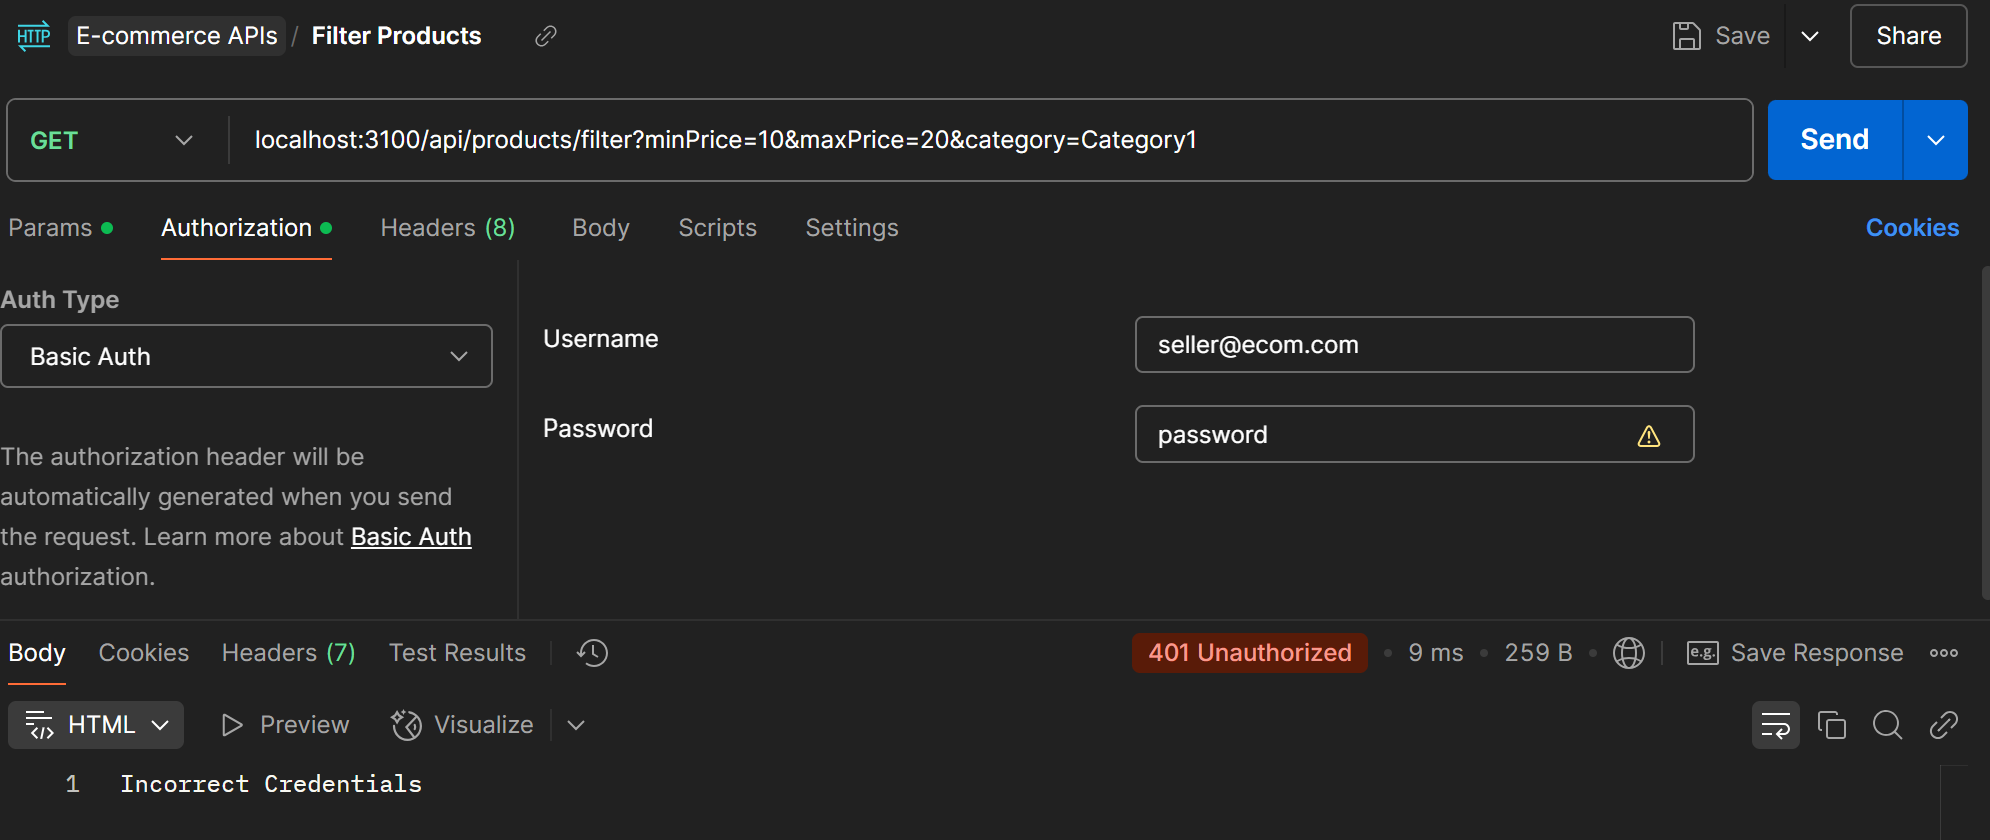 HTTP E-commerce APIs / Filter Products Save Share
GET localhost:3100/api/products/filter?minPrice=10&maxPrice=20&category=Category1 Send
Params Authorization Headers (8) Body Scripts Settings Cookies
Auth Type
Basic Auth
The authorization header will be
automatically generated when you send
the request. Learn more about Basic Auth
authorization.
Username seller@ecom.com
Password password
Body Cookies Headers (7) Test Results 401 Unauthorized • 9 ms • 259 B • e.g. Save Response
HTML Preview Visualize
1 Incorrect Credentials